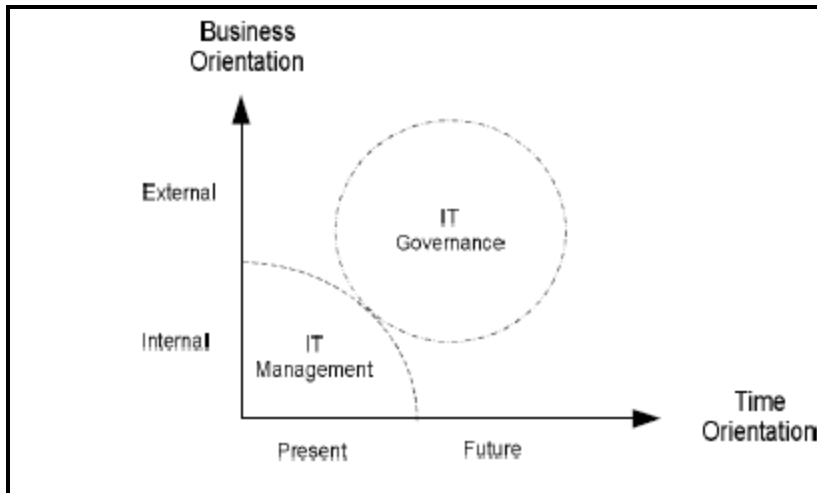 Business
Orientation
External
IT
Governance
Internal
IT
Management
Time
Orientation
Present
Future